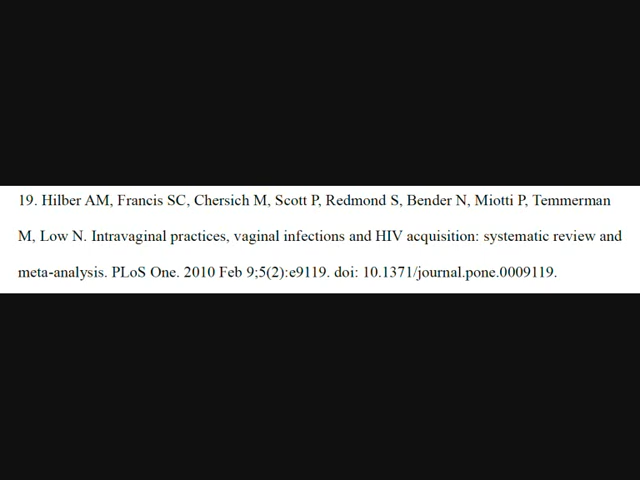 19. Hilber AM, Francis SC, Chersich M, Scott P, Redmond S, Bender N, Miotti P, Temmerman
M, Low N. Intravaginal practices, vaginal infections and HIV acquisition: systematic review and
meta-analysis. PLoS One. 2010 Feb 9;5(2):e9119. doi: 10.1371/journal.pone.0009119.